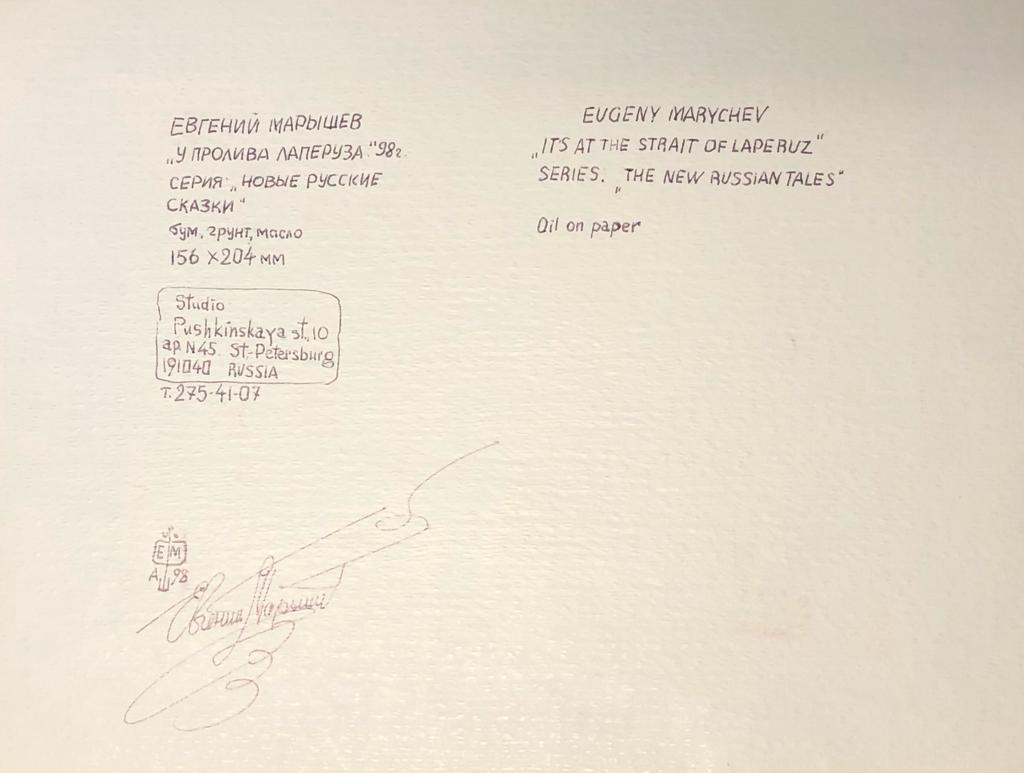 ЕВГЕНИЙ МАРЫШЕВ
„У ПРОЛИВА ЛАПЕРУЗА." 98г.
СЕРИЯ: „НОВЫЕ РУССКИЕ
СКАЗКИ"
бум, грунт, масло
156 X 204 мм
EUGENY MARYCHEV
„ITS AT THE STRAIT OF LAPERUZ"
SERIES. „THE NEW RUSSIAN TALES"
Oil on paper
Studio
Pushkinskaya st., 10
ap. N45. St.-Petersburg
191040 RUSSIA
т. 275-41-07
Е М
98
Евгений Марышев